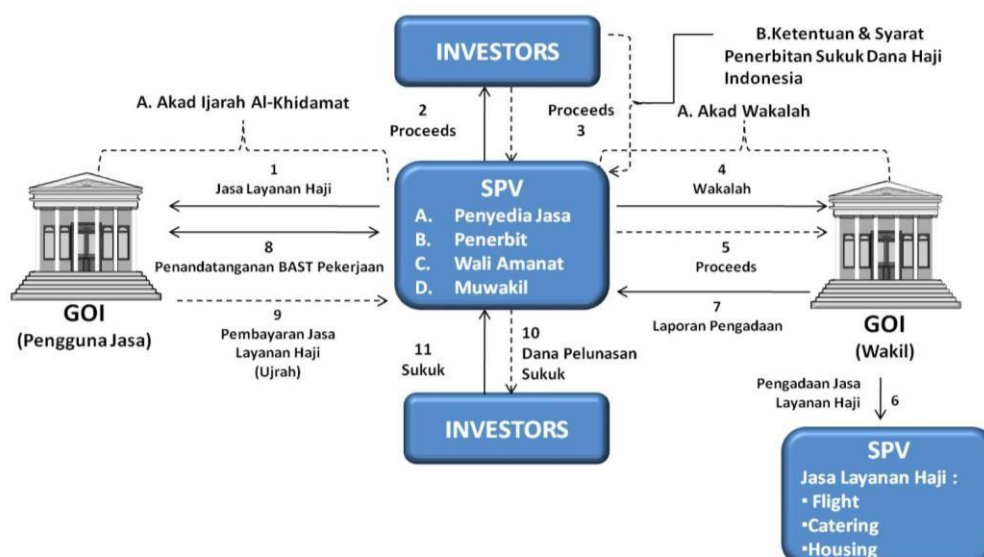 INVESTORS
B.Ketentuan & Syarat
Penerbitan Sukuk Dana Haji
Indonesia
A. Akad Ijarah Al-Khidamat
2
Proceeds
Proceeds
3
A. Akad Wakalah
1
Jasa Layanan Haji
SPV
A. Penyedia Jasa
B. Penerbit
C. Wali Amanat
D. Muwakil
4
Wakalah
8
Penandatanganan BAST Pekerjaan
5
Proceeds
GOI
(Pengguna Jasa)
9
Pembayaran Jasa
Layanan Haji
(Ujrah)
7
Laporan Pengadaan
GOI
(Wakil)
11
Sukuk
10
Dana Pelunasan
Sukuk
INVESTORS
Pengadaan Jasa
Layanan Haji
6
SPV
Jasa Layanan Haji :
• Flight
•Catering
•Housing